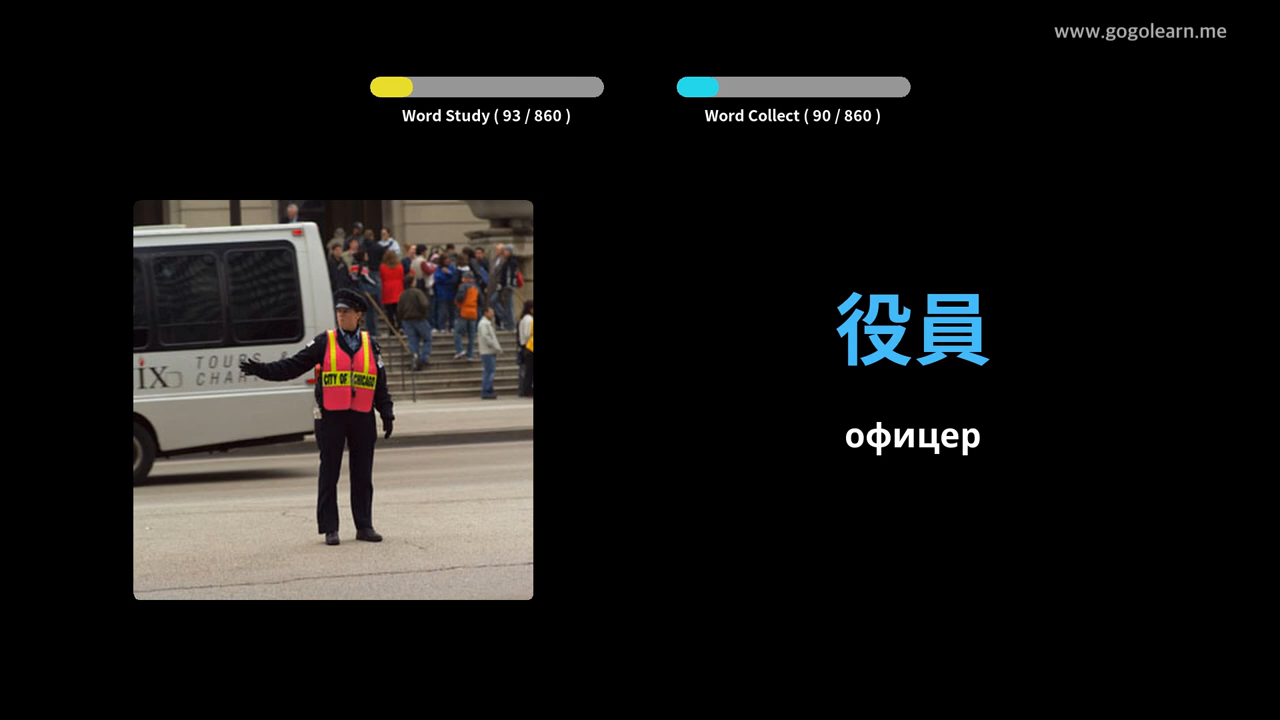 www.gogolearn.me
Word Study ( 93 / 860 )
Word Collect ( 90 / 860 )
IX
TOURS &
CHAR
CITY OF CHICAGO
役員
офицер